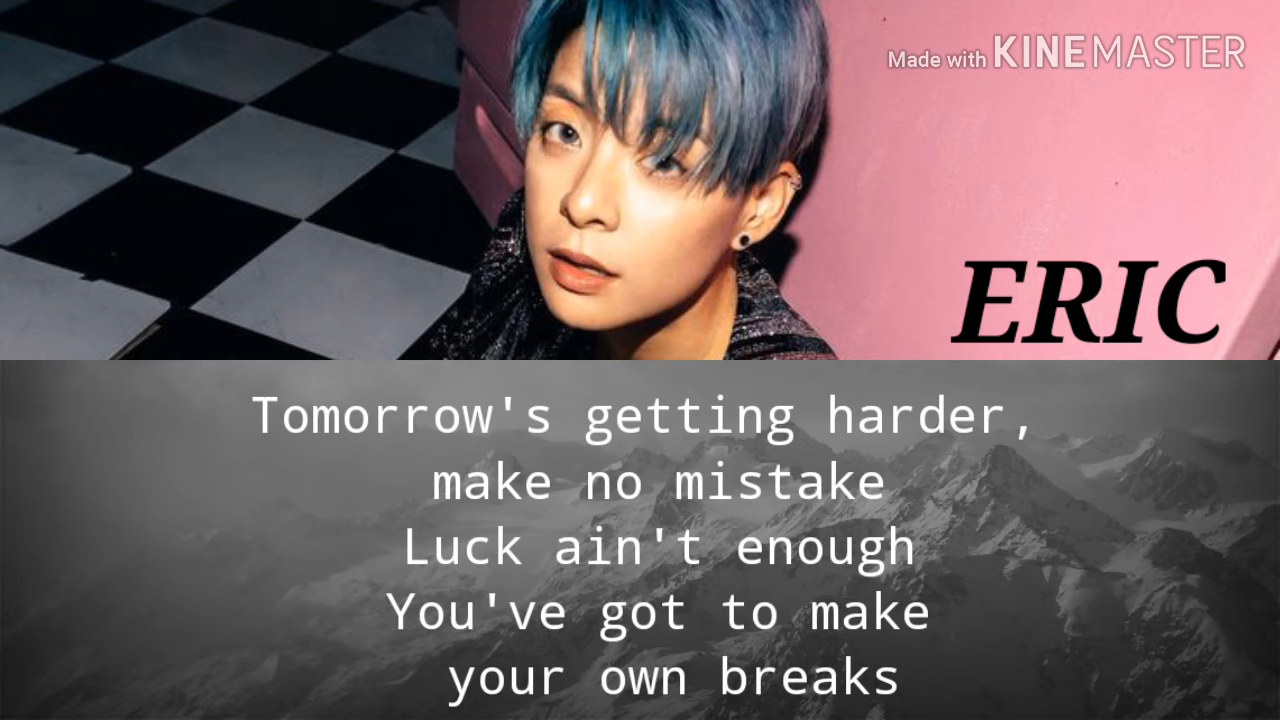 Made with KINEMASTER
ERIC
Tomorrow's getting harder,
make no mistake
Luck ain't enough
You've got to make
your own breaks